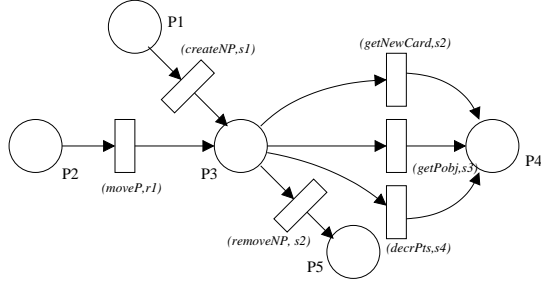 P1
(createNP,s1)
(getNewCard,s2)
P2
(moveP,r1)
P3
(getPobj,s3)
P4
(removeNP, s2)
(decrPts,s4)
P5